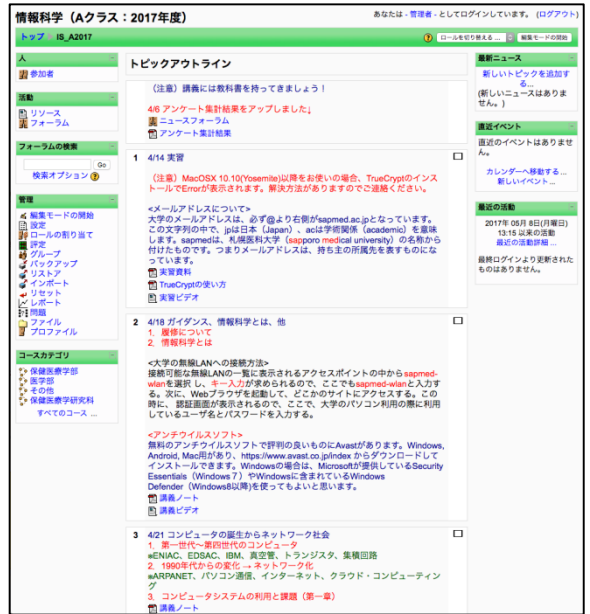 情報科学（Aクラス：2017年度）
あなたは - 管理者 - としてログインしています。 (ログアウト)
トップ ▶ IS_A2017
ロールを切り替える ...
編集モードの開始
人
参加者
活動
リソース
フォーラム
フォーラムの検索
Go
検索オプション
管理
編集モードの開始
設定
ロールの割り当て
評定
グループ
バックアップ
リストア
インポート
リセット
レポート
問題
ファイル
プロファイル
コースカテゴリ
保健医療学部
医学部
その他
保健医療学研究科
すべてのコース ...
トピックアウトライン
（注意）講義には教科書を持ってきましょう！
4/6 アンケート集計結果をアップしました↓
ニュースフォーラム
アンケート集計結果
1 4/14 実習
（注意）MacOSX 10.10(Yosemite)以降をお使いの場合、TrueCryptのインス
トールでErrorが表示されます。解決方法がありますのでご連絡ください。
<メールアドレスについて>
大学のメールアドレスは、必ず@より右側がsapmed.ac.jpとなっています。
この文字列の中で、jpは日本（Japan）、acは学術関係（academic）を意味
します。sapmedは、札幌医科大学（sapporo medical university）の名称から
付けたものです。つまりメールアドレスは、持ち主の所属先を表すものにな
っています。
実習資料
TrueCryptの使い方
実習ビデオ
2 4/18 ガイダンス、情報科学とは、他
1. 履修について
2. 情報科学とは
<大学の無線LANへの接続方法>
接続可能な無線LANの一覧に表示されるアクセスポイントの中からsapmed-
wlanを選択 し、キー入力が求められるので、ここでもsapmed-wlanと入力す
る。次に、Webブラウザを起動して、どこかのサイトにアクセスする。この
時に、 認証画面が表示されるので、ここで、大学のパソコン利用の際に利用
しているユーザ名とパスワードを入力する。
<アンチウイルスソフト>
無料のアンチウイルスソフトで評判の良いものにAvastがあります。Windows,
Android, Mac用があり、https://www.avast.co.jp/index からダウンロードして
インストールできます。Windowsの場合は、Microsoftが提供しているSecurity
Essentials（Windows７）やWindowsに含まれているWindows
Defender（Windows8以降)を使ってもよいと思います。
講義ノート
講義ビデオ
3 4/21 コンピュータの誕生からネットワーク社会
1. 第一世代〜第四世代のコンピュータ
※ENIAC、EDSAC、IBM、真空管、トランジスタ、集積回路
2. 1990年代からの変化 → ネットワーク化
※ARPANET、パソコン通信、インターネット、クラウド・コンピューティン
グ
3. コンピュータシステムの利用と課題（第一章）
講義ノート
最新ニュース
新しいトピックを追加す
る...
(新しいニュースはありま
せん。)
直近イベント
直近のイベントはありませ
ん。
カレンダーへ移動する...
新しいイベント...
最近の活動
2017年 05月 8日(月曜日)
13:15 以来の活動
最近の活動詳細 ...
最終ログインより更新された
ものはありません。